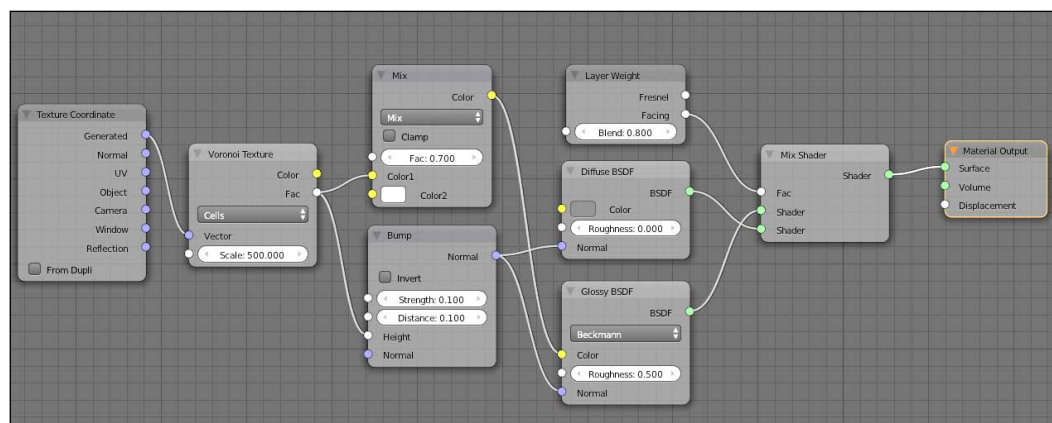 Texture Coordinate
Generated
Normal
UV
Object
Camera
Window
Reflection
From Dupli
Voronoi Texture
Color
Fac
Cells
Vector
Scale: 500.000
Mix
Color
Mix
Clamp
Fac: 0.700
Color1
Color2
Bump
Normal
Invert
Strength: 0.100
Distance: 0.100
Height
Normal
Layer Weight
Fresnel
Facing
Blend: 0.800
Diffuse BSDF
BSDF
Color
Roughness: 0.000
Normal
Glossy BSDF
BSDF
Beckmann
Color
Roughness: 0.500
Normal
Mix Shader
Shader
Fac
Shader
Shader
Material Output
Surface
Volume
Displacement